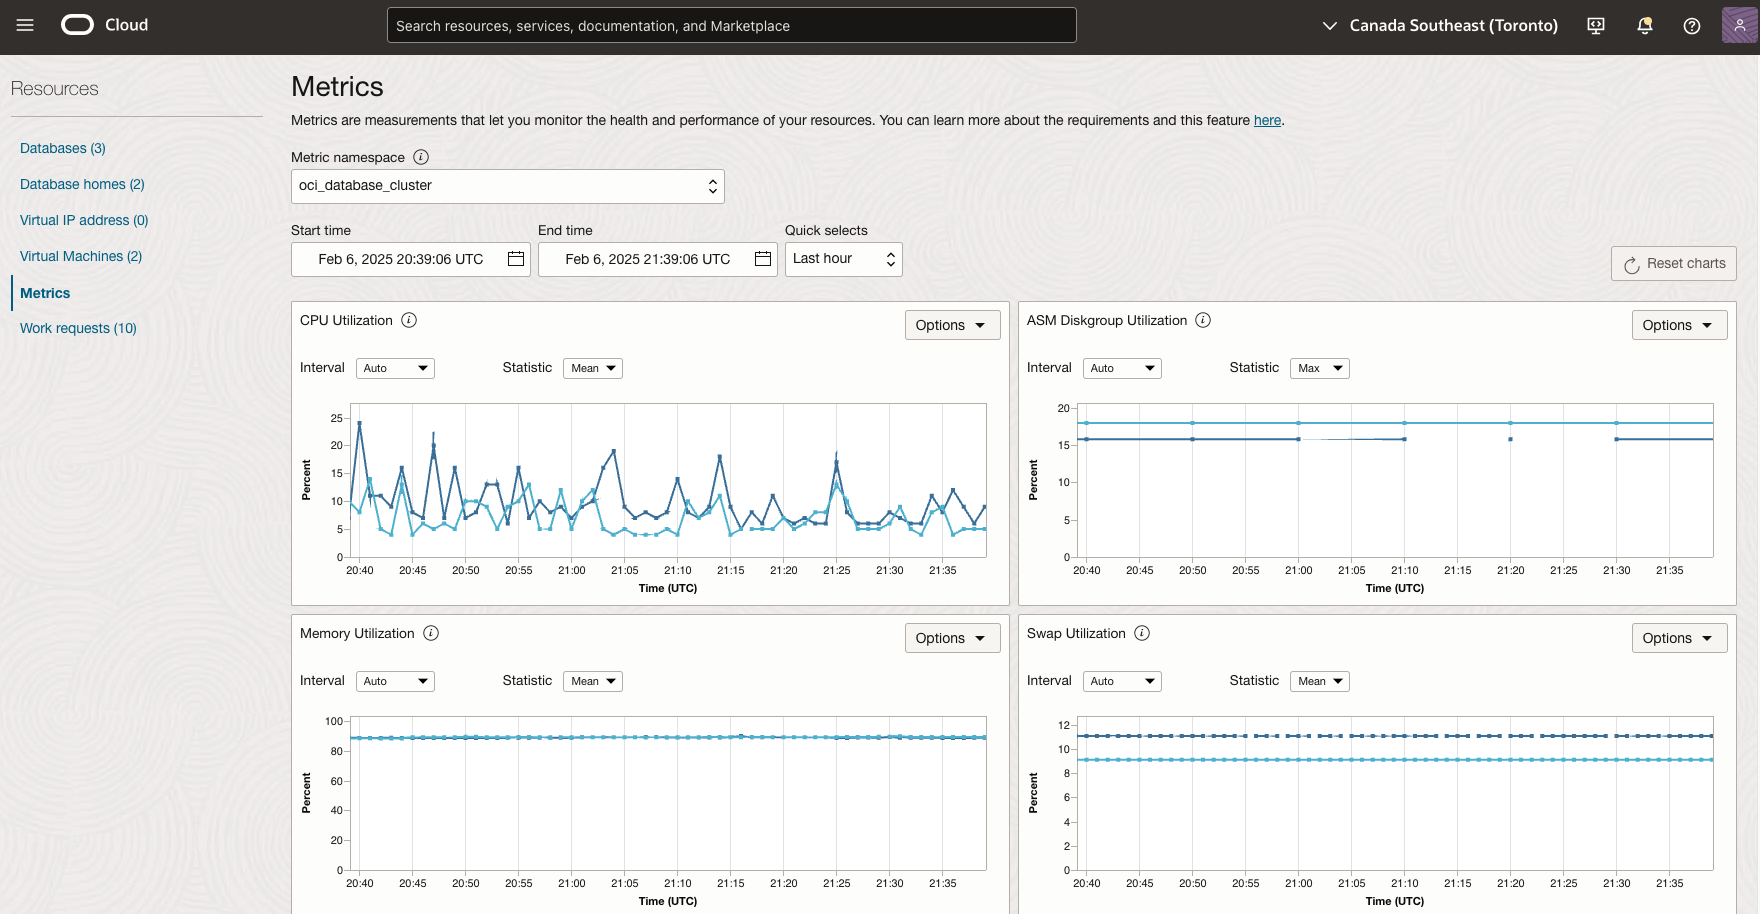 Cloud
Search resources, services, documentation, and Marketplace
Canada Southeast (Toronto)
Resources
Databases (3)
Database homes (2)
Virtual IP address (0)
Virtual Machines (2)
Metrics
Work requests (10)
Metrics
Metrics are measurements that let you monitor the health and performance of your resources. You can learn more about the requirements and this feature here.
Metric namespace
oci_database_cluster
Start time
End time
Quick selects
Feb 6, 2025 20:39:06 UTC
Feb 6, 2025 21:39:06 UTC
Last hour
Reset charts
CPU Utilization
Options
Interval
Auto
Statistic
Mean
25
20
15
10
5
0
Percent
20:40 20:45 20:50 20:55 21:00 21:05 21:10 21:15 21:20 21:25 21:30 21:35
Time (UTC)
ASM Diskgroup Utilization
Options
Interval
Auto
Statistic
Max
20
15
10
5
0
Percent
20:40 20:45 20:50 20:55 21:00 21:05 21:10 21:15 21:20 21:25 21:30 21:35
Time (UTC)
Memory Utilization
Options
Interval
Auto
Statistic
Mean
100
80
60
40
20
0
Percent
20:40 20:45 20:50 20:55 21:00 21:05 21:10 21:15 21:20 21:25 21:30 21:35
Time (UTC)
Swap Utilization
Options
Interval
Auto
Statistic
Mean
12
10
8
6
4
2
0
Percent
20:40 20:45 20:50 20:55 21:00 21:05 21:10 21:15 21:20 21:25 21:30 21:35
Time (UTC)